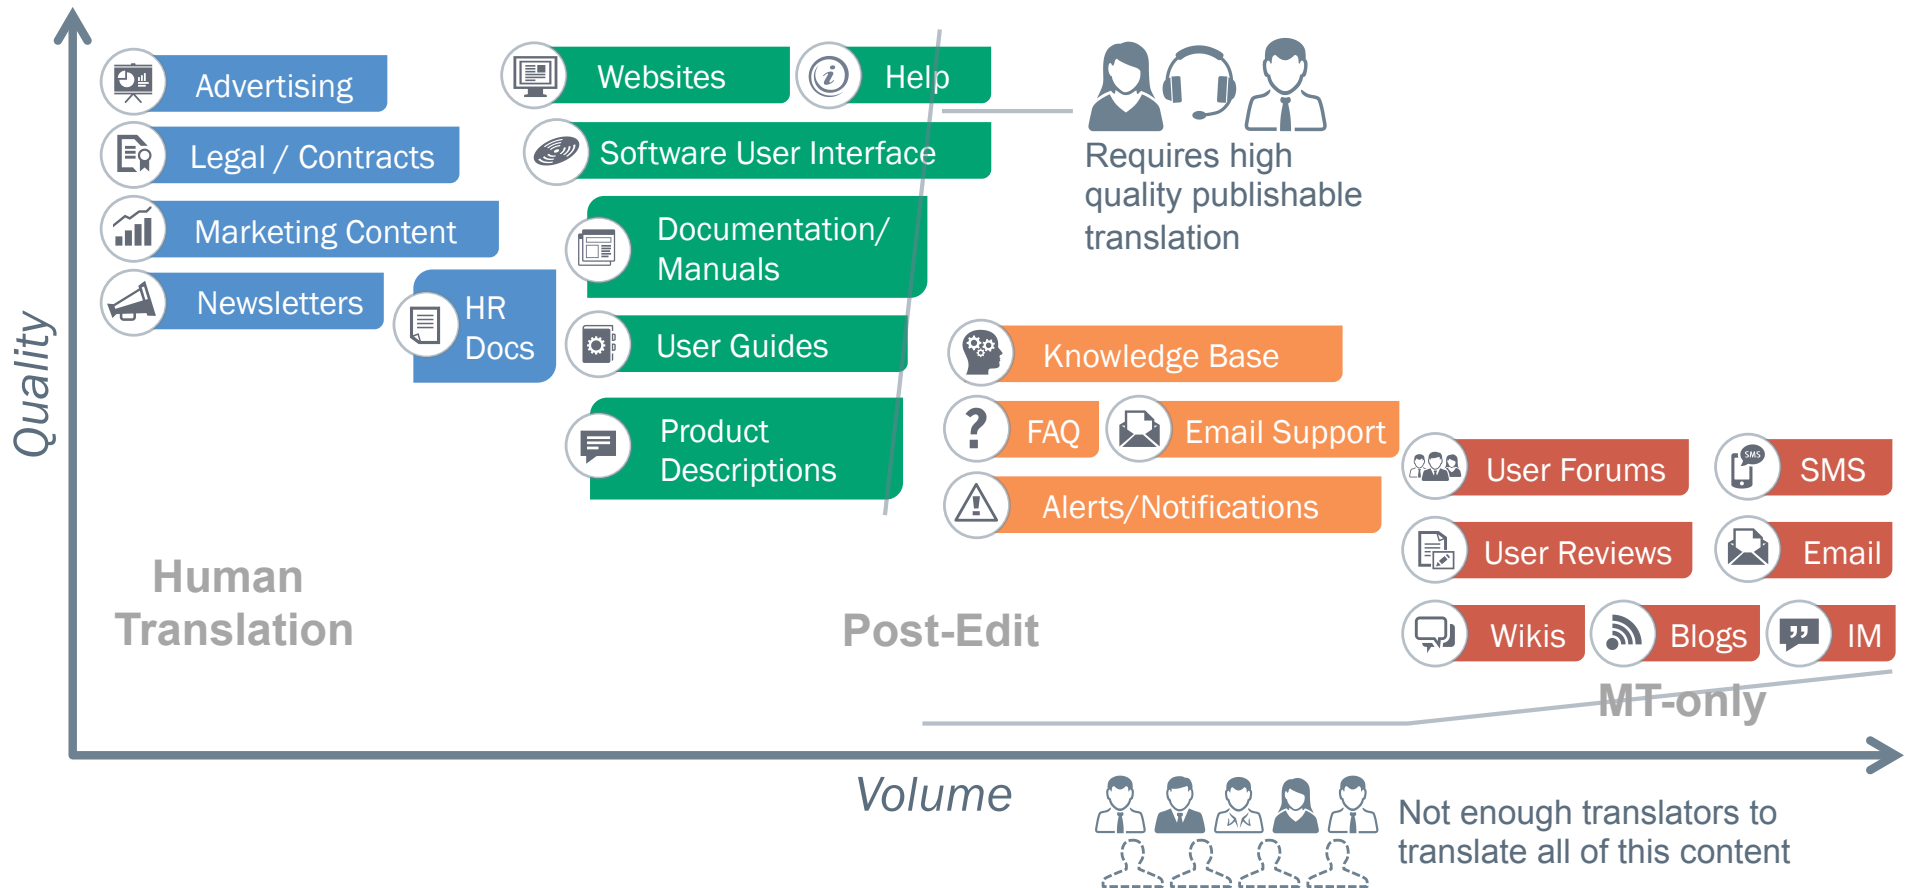 Advertising
Legal / Contracts
Marketing Content
Newsletters
HR
Docs
Websites
Help
Software User Interface
Documentation/
Manuals
User Guides
Product
Descriptions
Requires high
quality publishable
translation
Knowledge Base
?
FAQ
Email Support
Alerts/Notifications
User Forums
SMS
SMS
User Reviews
Email
Wikis
Blogs
IM
Quality
Human
Translation
Post-Edit
MT-only
Volume
Not enough translators to
translate all of this content